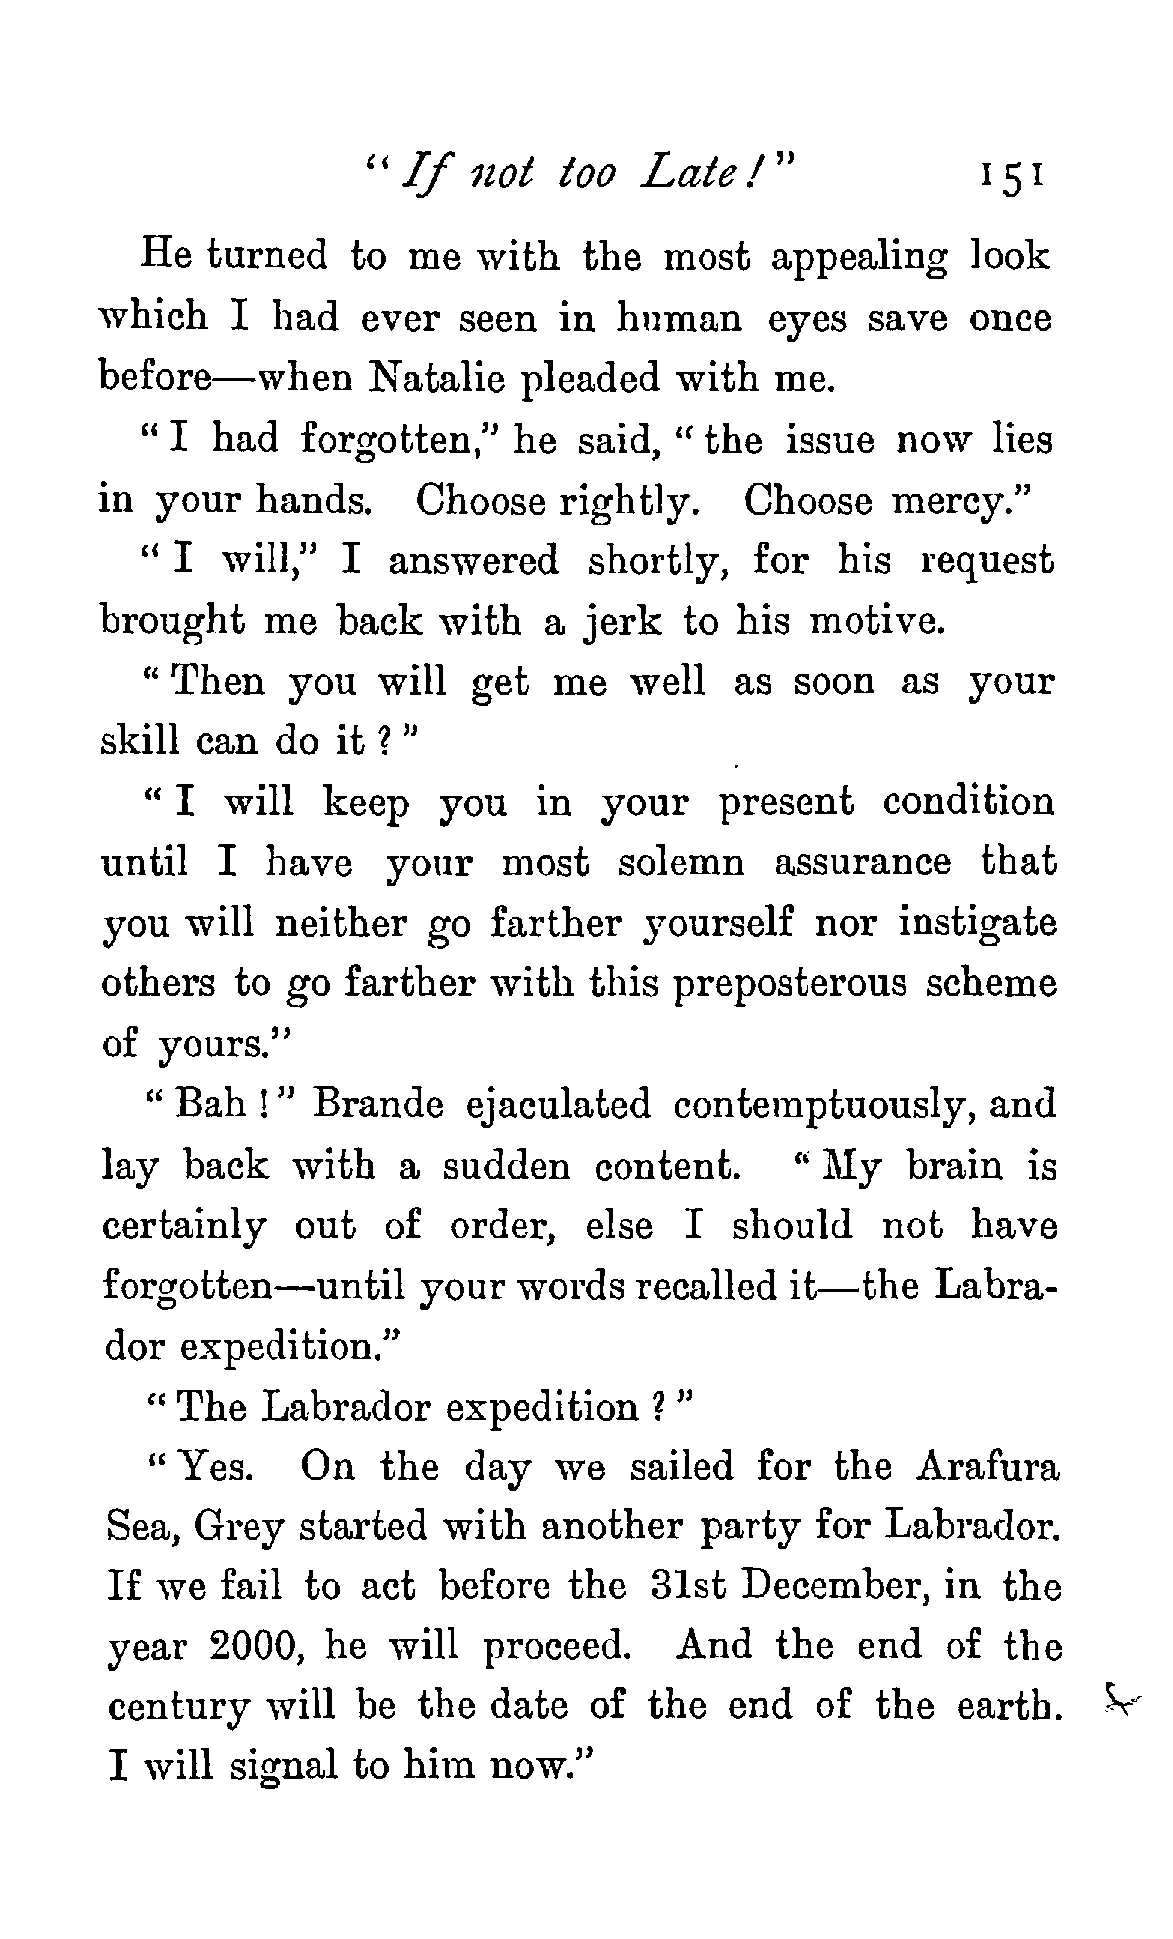 “ If not too Late ! ” 151
He turned to me with the most appealing look
which I had ever seen in human eyes save once
before—when Natalie pleaded with me.
“ I had forgotten,” he said, “ the issue now lies
in your hands. Choose rightly. Choose mercy.”
“ I will,” I answered shortly, for his request
brought me back with a jerk to his motive.
“ Then you will get me well as soon as your
skill can do it ? ”
“ I will keep you in your present condition
until I have your most solemn assurance that
you will neither go farther yourself nor instigate
others to go farther with this preposterous scheme
of yours.”
“ Bah ! ” Brande ejaculated contemptuously, and
lay back with a sudden content. “ My brain is
certainly out of order, else I should not have
forgotten—until your words recalled it—the Labra-
dor expedition.”
“ The Labrador expedition ? ”
“ Yes. On the day we sailed for the Arafura
Sea, Grey started with another party for Labrador.
If we fail to act before the 31st December, in the
year 2000, he will proceed. And the end of the
century will be the date of the end of the earth.
I will signal to him now.”